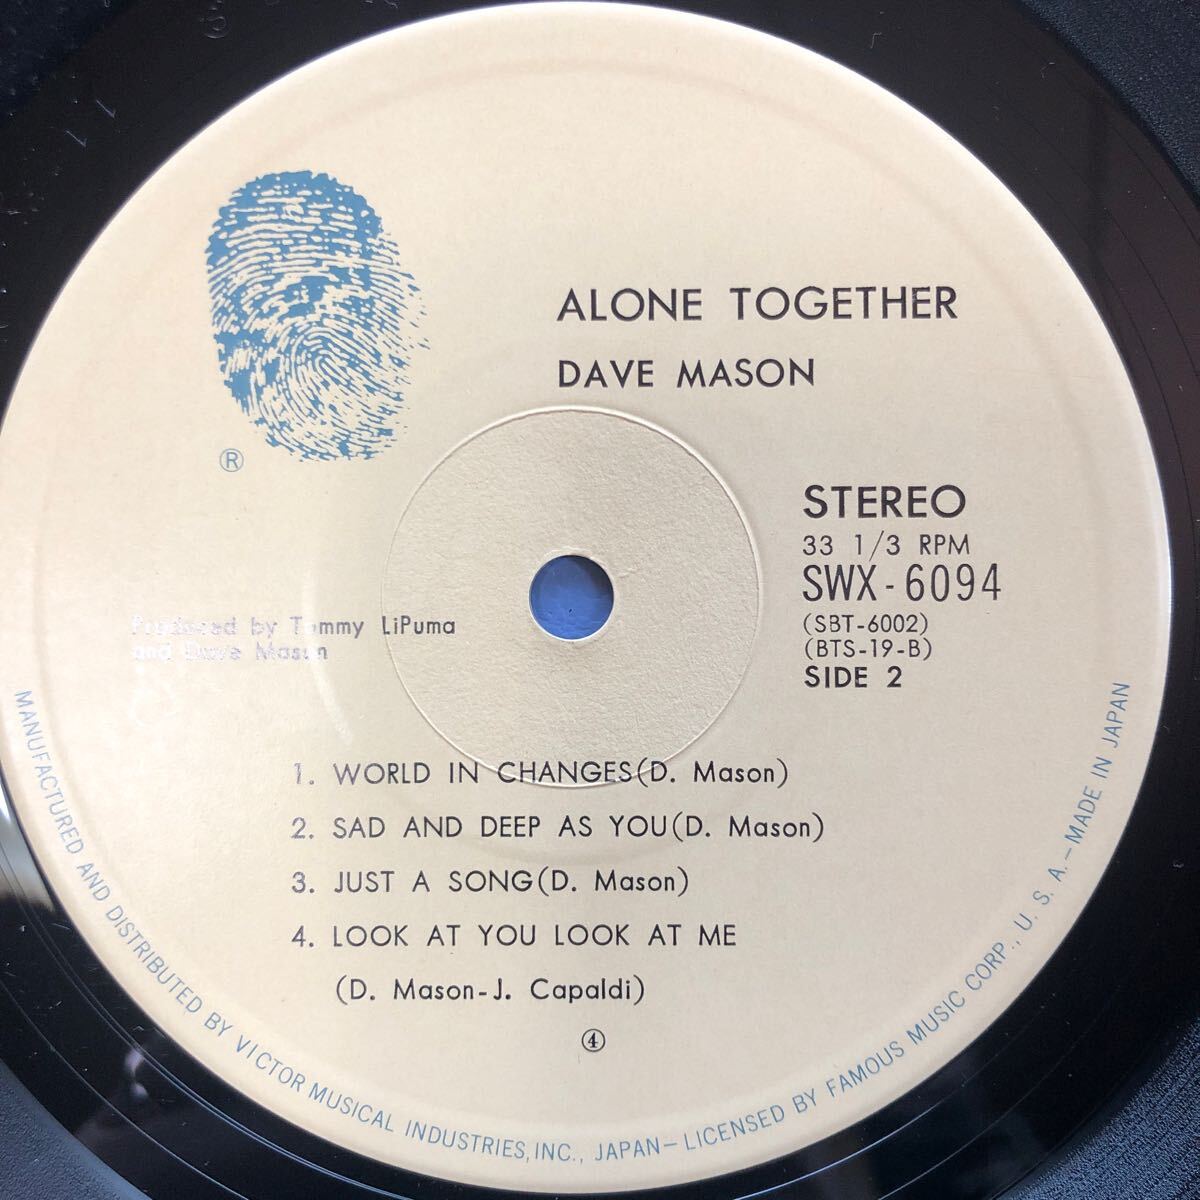 ALONE TOGETHER
DAVE MASON
®
STEREO
33 1/3 RPM
SWX-6094
(SBT-6002)
(BTS-19-B)
SIDE 2
Produced by Tommy LiPuma
and Dave Mason
1. WORLD IN CHANGES(D. Mason)
2. SAD AND DEEP AS YOU(D. Mason)
3. JUST A SONG(D. Mason)
4. LOOK AT YOU LOOK AT ME
(D. Mason-J. Capaldi)
④
MANUFACTURED AND DISTRIBUTED BY VICTOR MUSICAL INDUSTRIES, INC., JAPAN—LICENSED BY FAMOUS MUSIC CORP., U. S. A.—MADE IN JAPAN